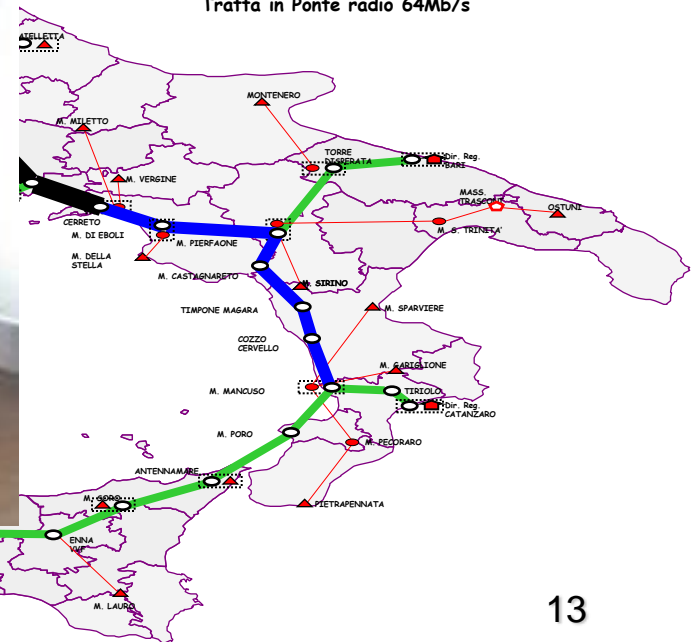 Tratta in Ponte radio 64Mb/s
MONTENERO
M. MILETTO
TORRE
DISPERATA
Dir. Reg.
BARI
M. VERGINE
MASS.
TRASCONI
OSTUNI
CERRETO
M. DI EBOLI
M. S. TRINITA'
M. PIERFAONE
M. DELLA
STELLA
M. CASTAGNARETO
M. SIRINO
TIMPONE MAGARA
M. SPARVIERE
COZZO
CERVELLO
M. GARIGLIONE
M. MANCUSO
TIRIOLO
Dir. Reg.
CATANZARO
M. PORO
M. PECORARO
ANTENNAMARE
M. SORO
PIETRAPENNATA
ENNA
M. LAURO
13